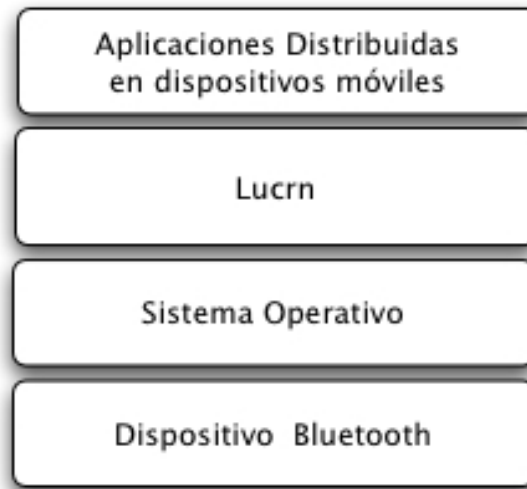 Aplicaciones Distribuidas
en dispositivos móviles
Lucrn
Sistema Operativo
Dispositivo Bluetooth